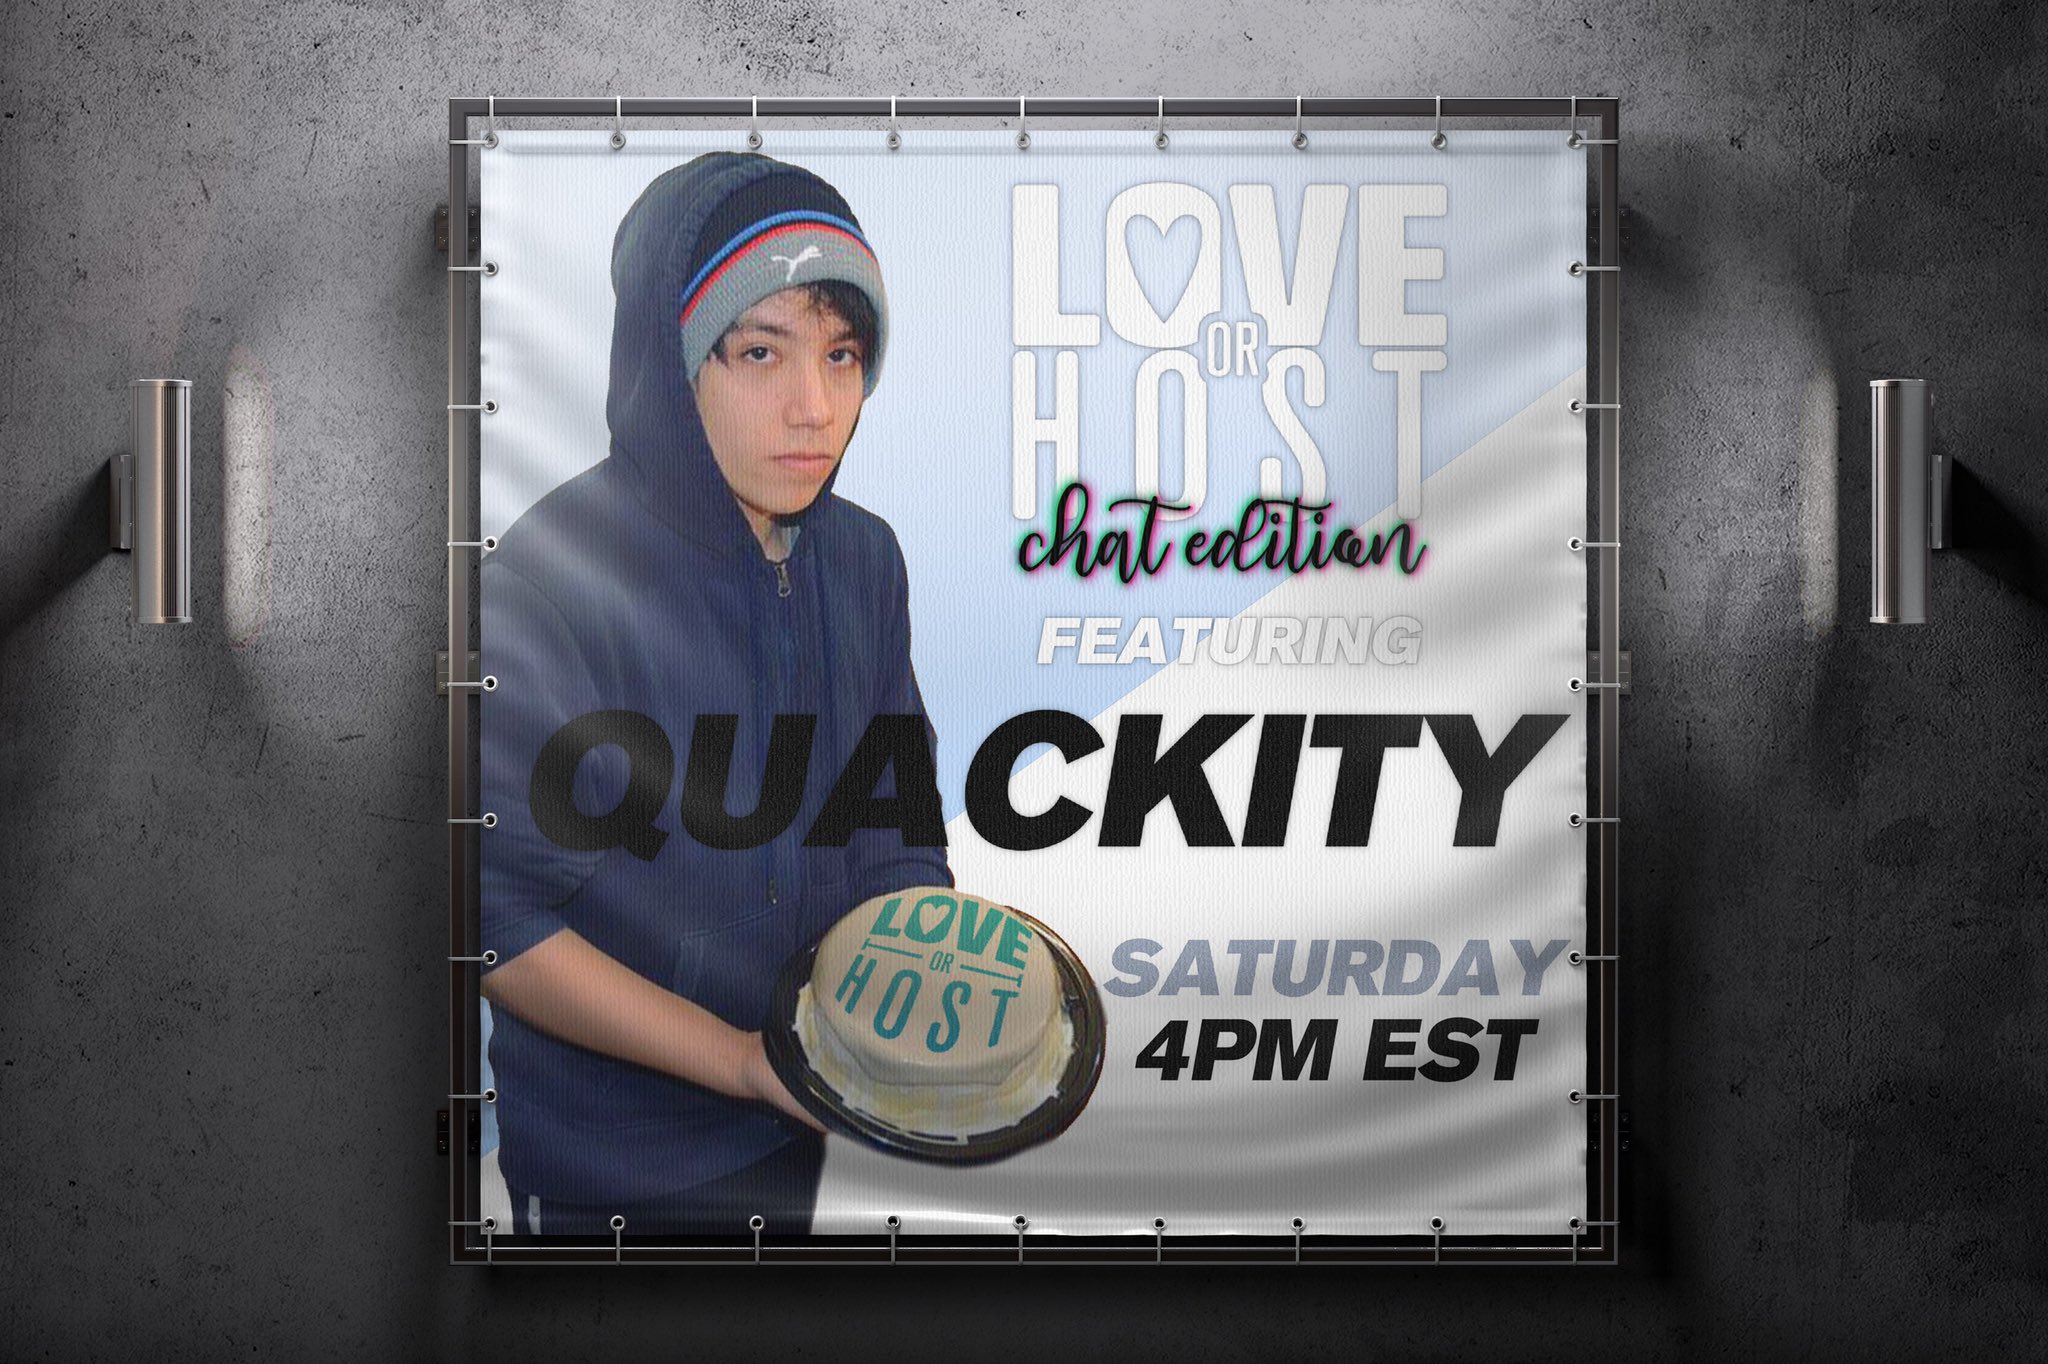 LOVE
OR
HOST
chat edition
FEATURING
QUACKITY
LOVE
OR
HOST
SATURDAY
4PM EST